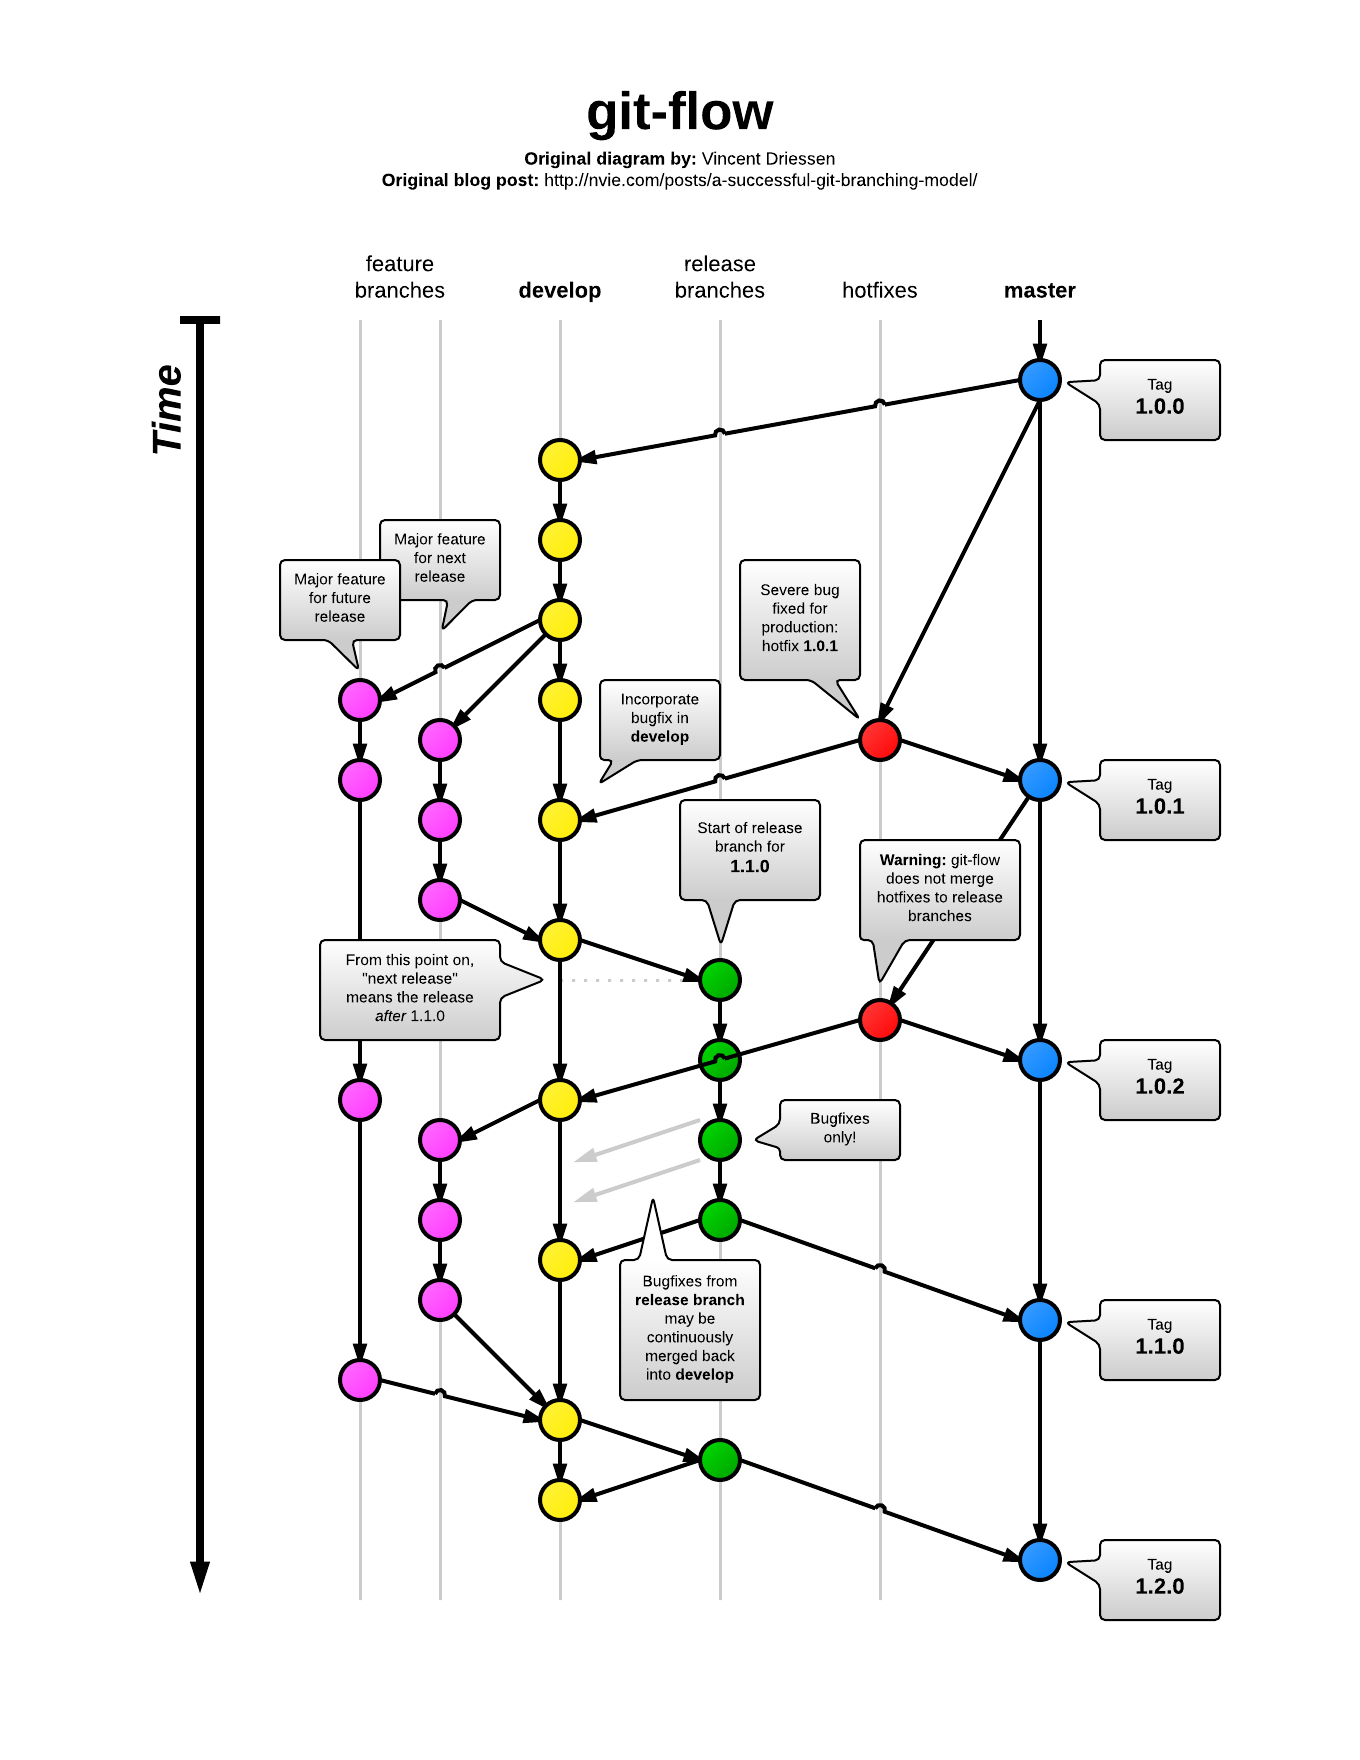 git-flow
Original diagram by: Vincent Driessen
Original blog post: http://nvie.com/posts/a-successful-git-branching-model/
feature
branches
develop
release
branches
hotfixes
master
Time
Tag
1.0.0
Major feature
for next
release
Major feature
for future
release
Severe bug
fixed for
production:
hotfix 1.0.1
Incorporate
bugfix in
develop
Tag
1.0.1
Start of release
branch for
1.1.0
Warning: git-flow
does not merge
hotfixes to release
branches
From this point on,
"next release"
means the release
after 1.1.0
Tag
1.0.2
Bugfixes
only!
Bugfixes from
release branch
may be
continuously
merged back
into develop
Tag
1.1.0
Tag
1.2.0